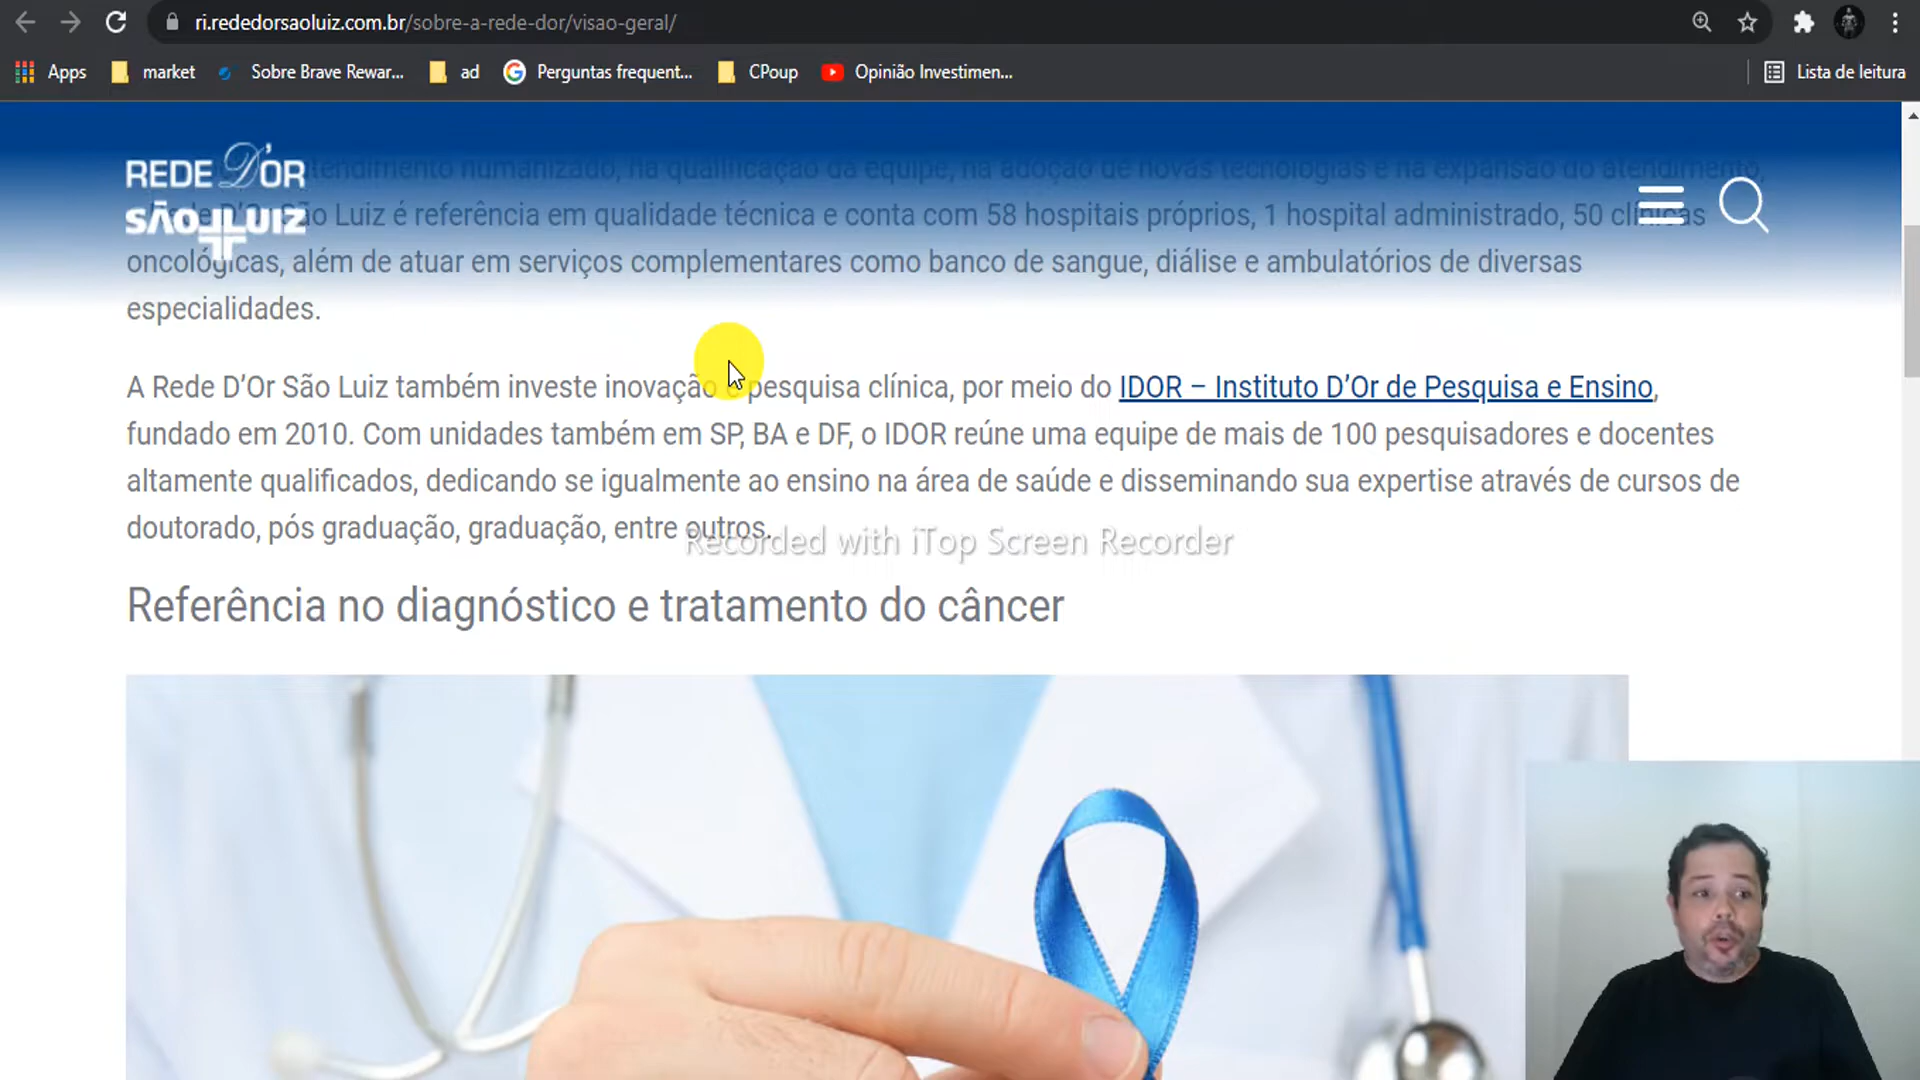 ri.rededorsaoluiz.com.br/sobre-a-rede-dor/visao-geral/
Apps market Sobre Brave Rewar... ad Perguntas frequent... CPoup Opinião Investimen... Lista de leitura
REDE D'OR
SÃO LUIZ
atendimento humanizado, na qualificação da equipe, na adoção de novas tecnologias e na expansão do atendimento,
Rede D'Or São Luiz é referência em qualidade técnica e conta com 58 hospitais próprios, 1 hospital administrado, 50 clínicas
oncológicas, além de atuar em serviços complementares como banco de sangue, diálise e ambulatórios de diversas
especialidades.
A Rede D'Or São Luiz também investe inovação e pesquisa clínica, por meio do IDOR – Instituto D'Or de Pesquisa e Ensino,
fundado em 2010. Com unidades também em SP, BA e DF, o IDOR reúne uma equipe de mais de 100 pesquisadores e docentes
altamente qualificados, dedicando se igualmente ao ensino na área de saúde e disseminando sua expertise através de cursos de
doutorado, pós graduação, graduação, entre outros.
Recorded with iTop Screen Recorder
Referência no diagnóstico e tratamento do câncer